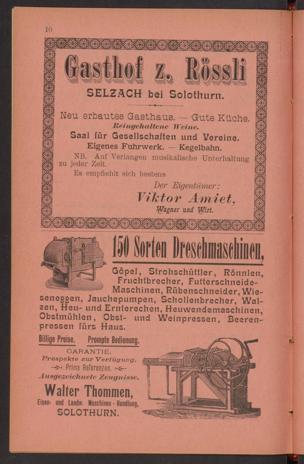 10
Gasthof z. Rössli
SELZACH bei Solothurn.
Neu erbautes Gasthaus. — Gute Küche.
Reingehaltene Weine.
Saal für Gesellschaften und Vereine.
Eigenes Fuhrwerk. — Kegelbahn.
NB. Auf Verlangen musikalische Unterhaltung
zu jeder Zeit.
Es empfiehlt sich bestens
Der Eigentümer:
Viktor Amiet,
Wagner und Wirt.
150 Sorten Dreschmaschinen,
Göpel, Strohschüttler, Rönnlen,
Fruchtbrecher, Futterschneide-
Maschinen, Rübenschneider, Wie-
seneggen, Jauchepumpen, Schollenbrecher, Wal-
zen, Heu- und Ernterechen, Heuwendemaschinen,
Obstmühlen, Obst- und Weinpressen, Beeren-
pressen fürs Haus.
Billige Preise. Prompte Bedienung.
GARANTIE.
Prospekte zur Verfügung.
Prima Referenzen.
Ausgezeichnete Zeugnisse.
Walter Thommen,
Eisen- und Landw. Maschinen-Handlung,
SOLOTHURN.